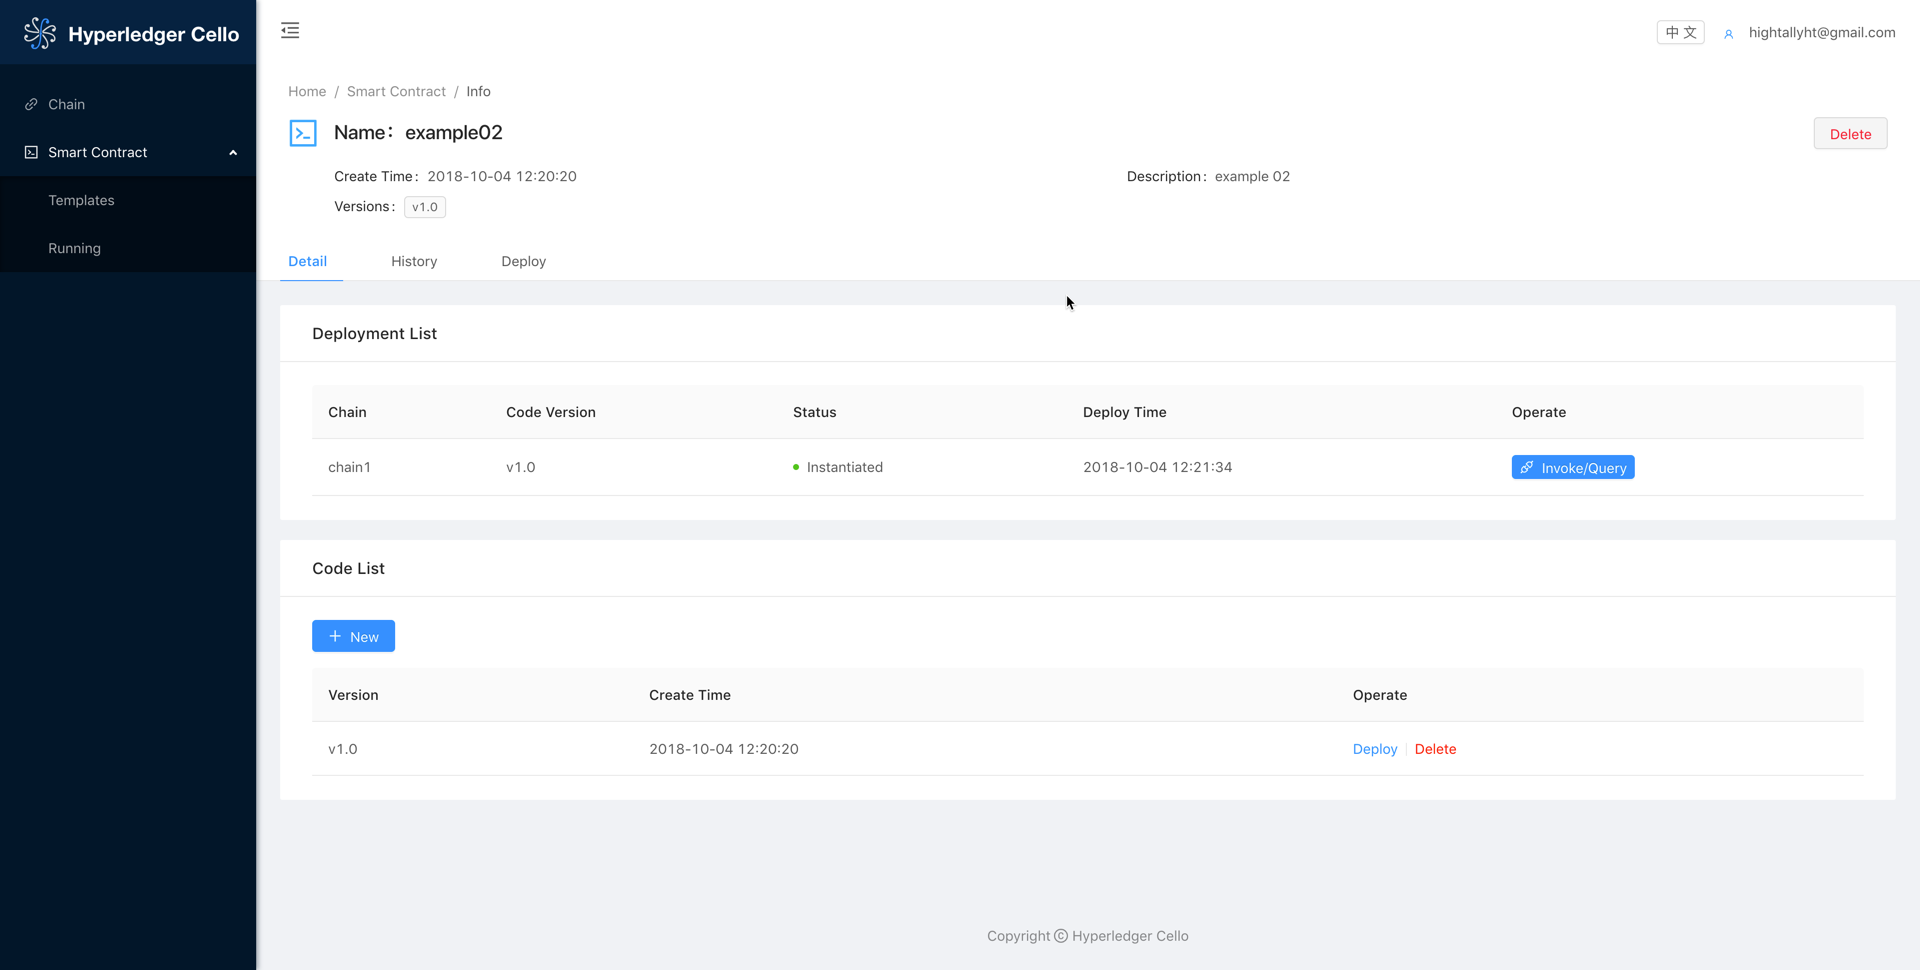 Hyperledger Cello
中 文
hightallyht@gmail.com
Chain
Smart Contract
Templates
Running
Home / Smart Contract / Info
Name： example02
Delete
Create Time： 2018-10-04 12:20:20
Description： example 02
Versions： v1.0
Detail History Deploy
Deployment List
Chain Code Version Status Deploy Time Operate
chain1 v1.0 Instantiated 2018-10-04 12:21:34 Invoke/Query
Code List
+ New
Version Create Time Operate
v1.0 2018-10-04 12:20:20 Deploy Delete
Copyright © Hyperledger Cello